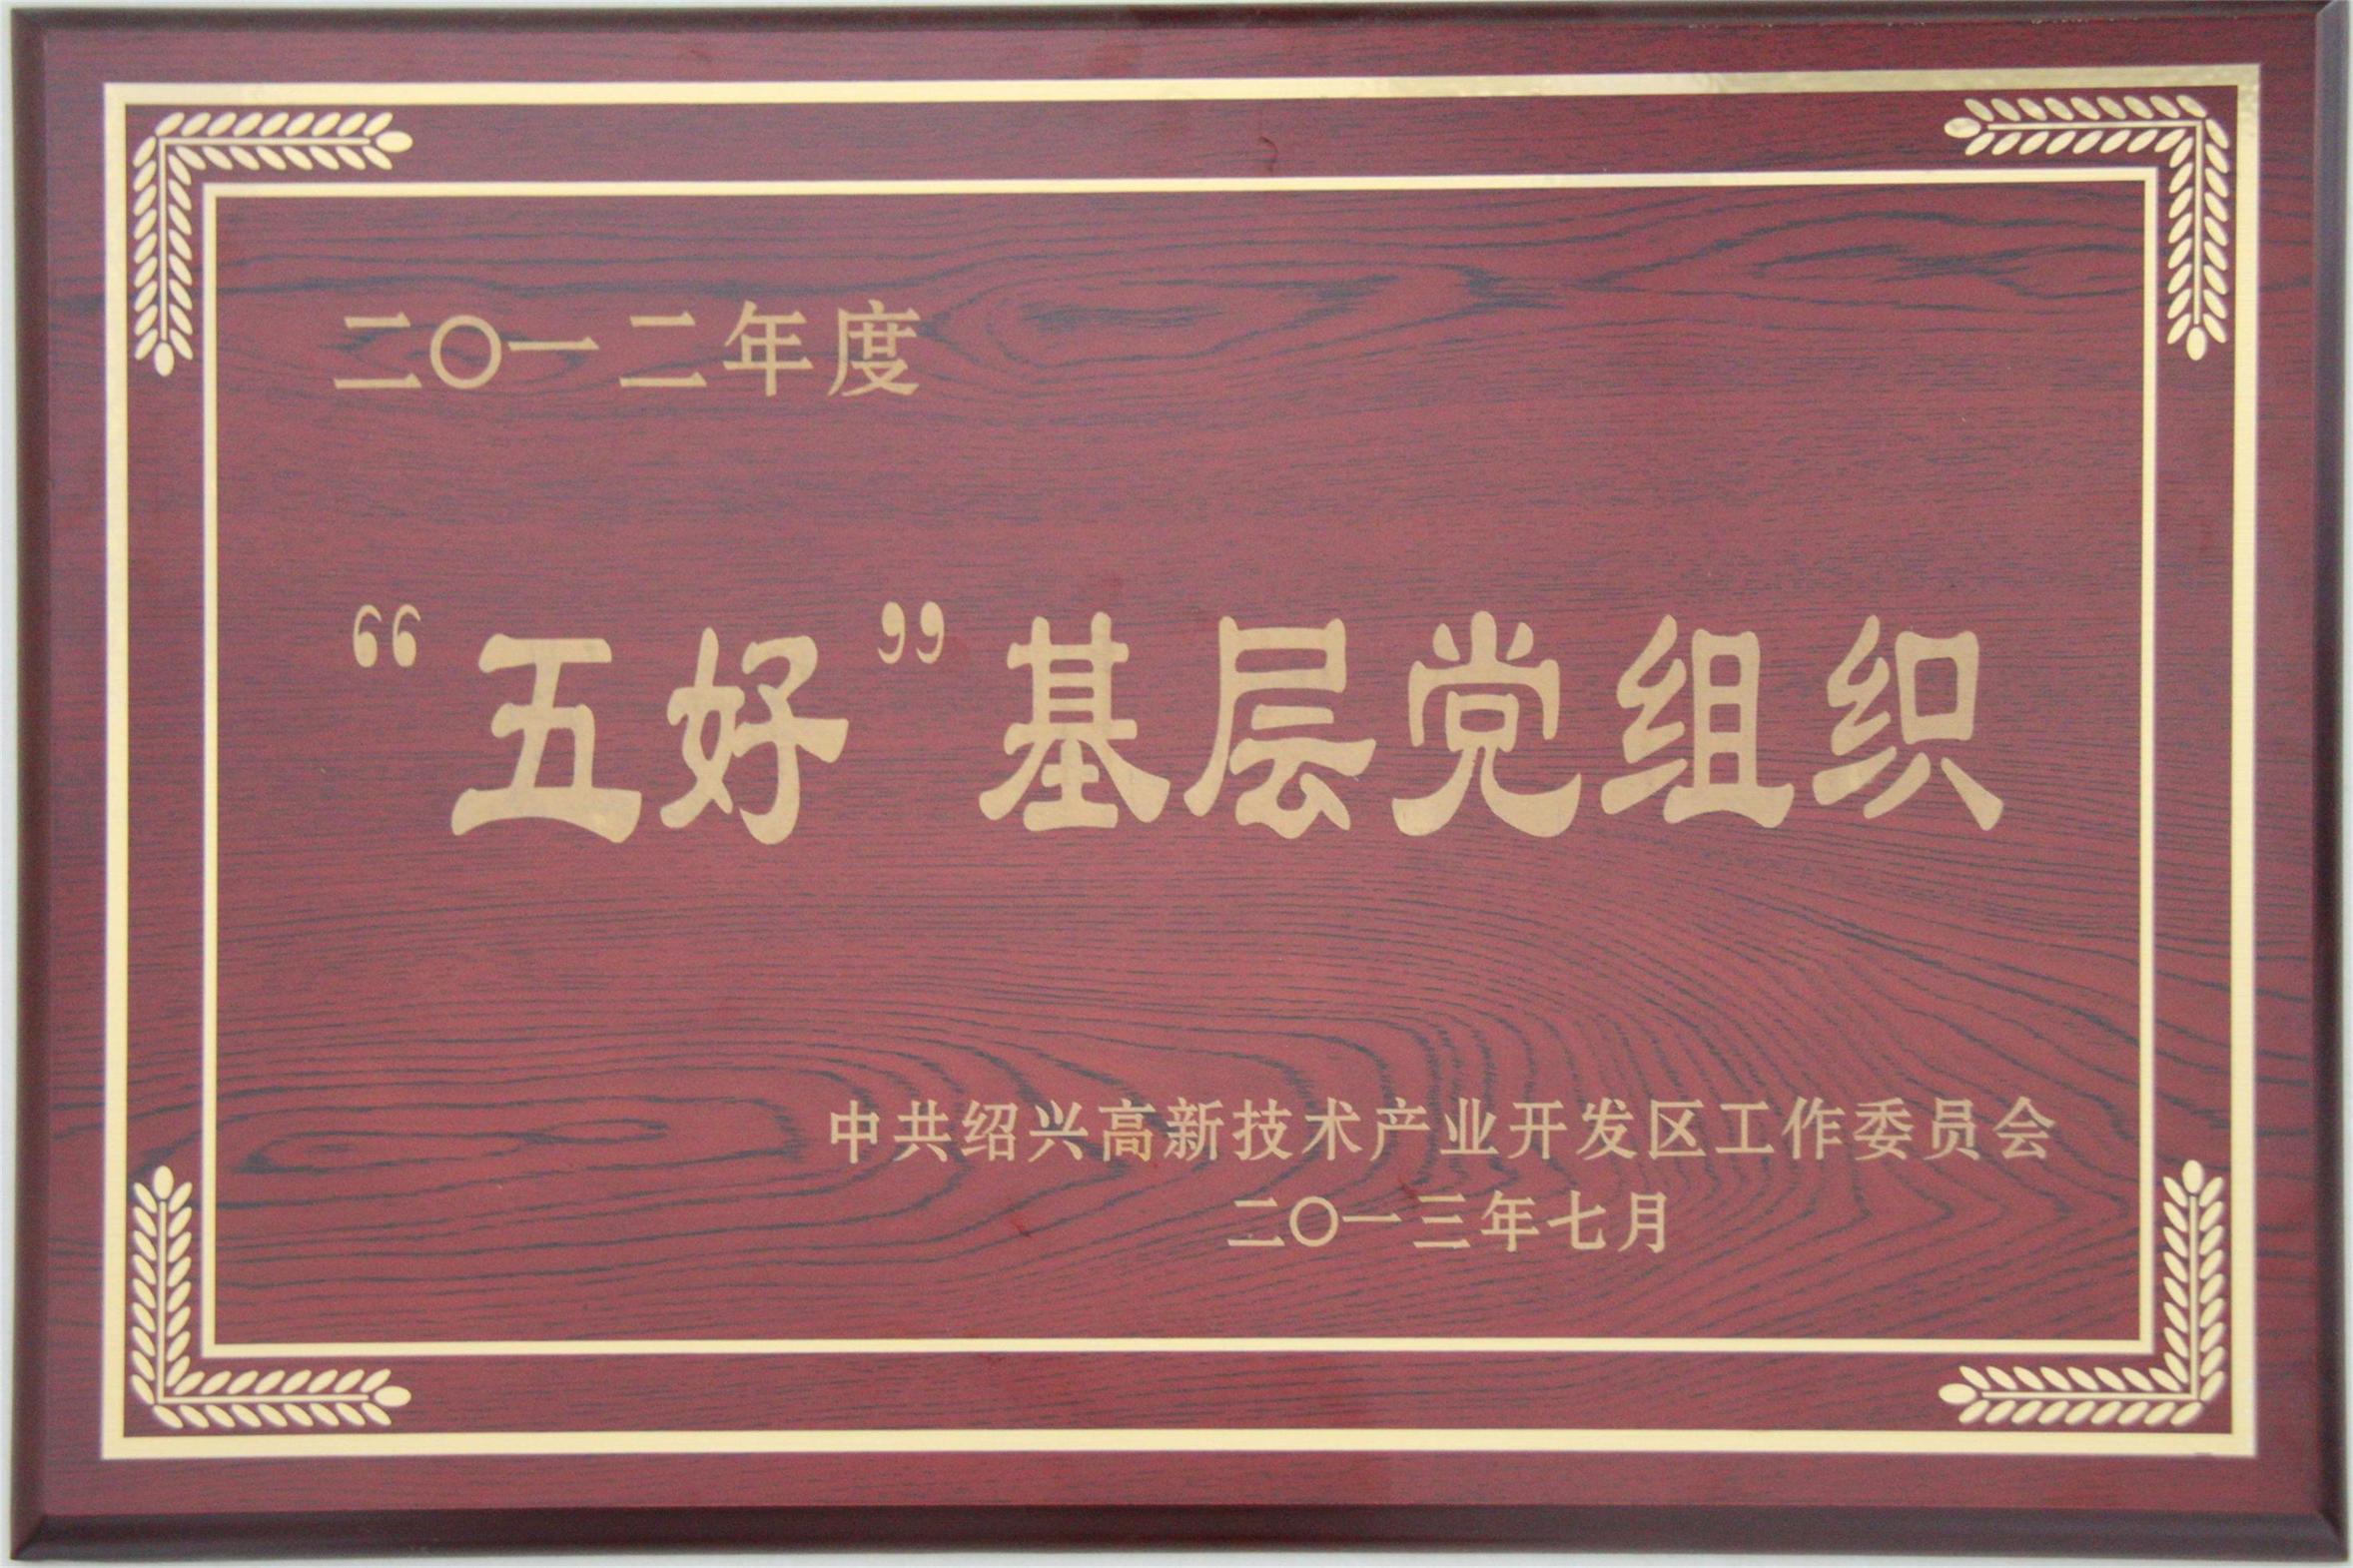 二〇一二年度
“五好”基层党组织
中共绍兴高新技术产业开发区工作委员会
二〇一三年七月